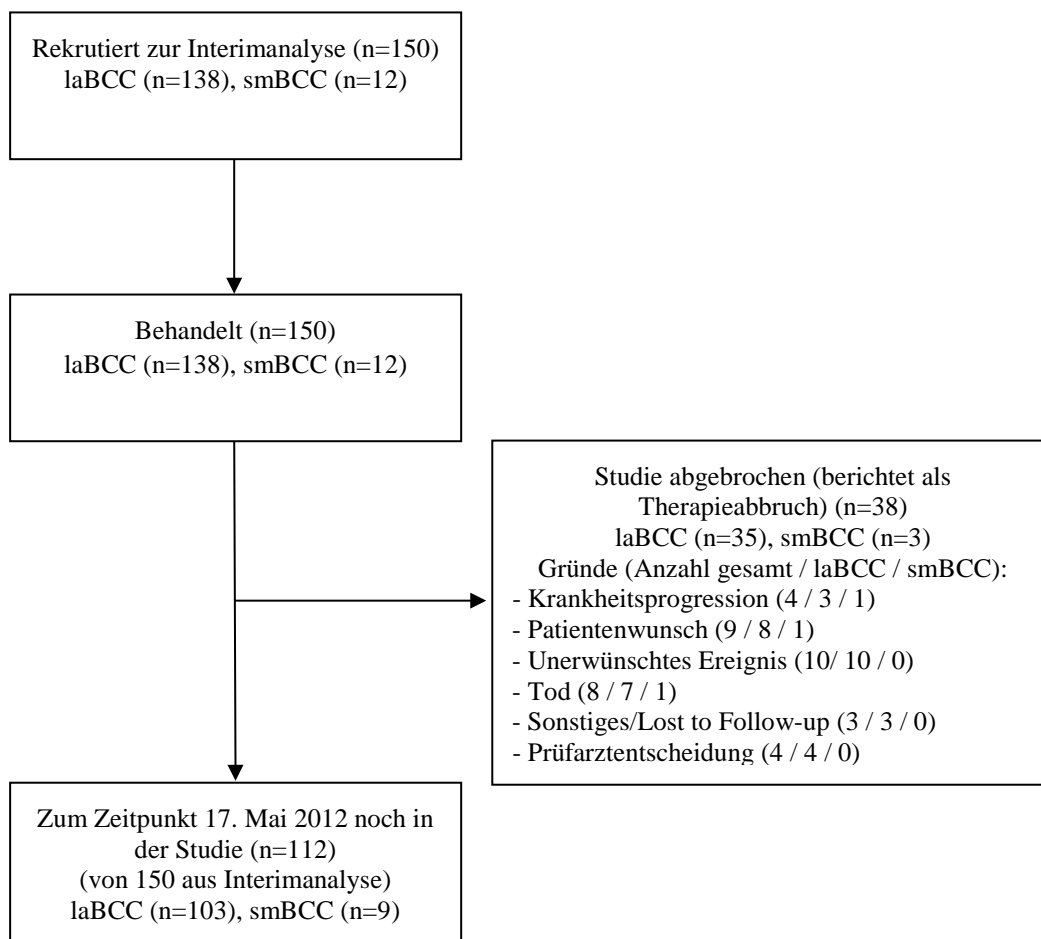 Rekrutiert zur Interimanalyse (n=150)
laBCC (n=138), smBCC (n=12)
Behandelt (n=150)
laBCC (n=138), smBCC (n=12)
Studie abgebrochen (berichtet als
Therapieabbruch) (n=38)
laBCC (n=35), smBCC (n=3)
Gründe (Anzahl gesamt / laBCC / smBCC):
- Krankheitsprogression (4 / 3 / 1)
- Patientenwunsch (9 / 8 / 1)
- Unerwünschtes Ereignis (10/ 10 / 0)
- Tod (8 / 7 / 1)
- Sonstiges/Lost to Follow-up (3 / 3 / 0)
- Prüfarztentscheidung (4 / 4 / 0)
Zum Zeitpunkt 17. Mai 2012 noch in
der Studie (n=112)
(von 150 aus Interimanalyse)
laBCC (n=103), smBCC (n=9)